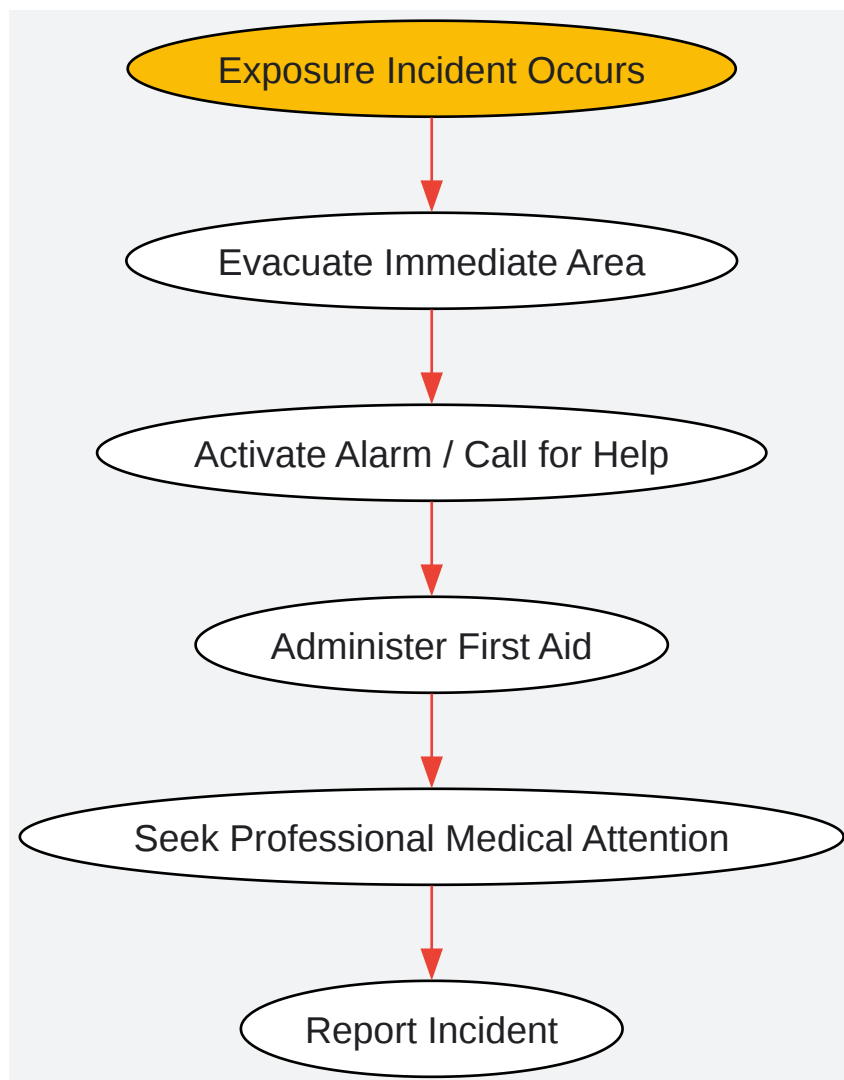 Exposure Incident Occurs
Evacuate Immediate Area
Activate Alarm / Call for Help
Administer First Aid
Seek Professional Medical Attention
Report Incident